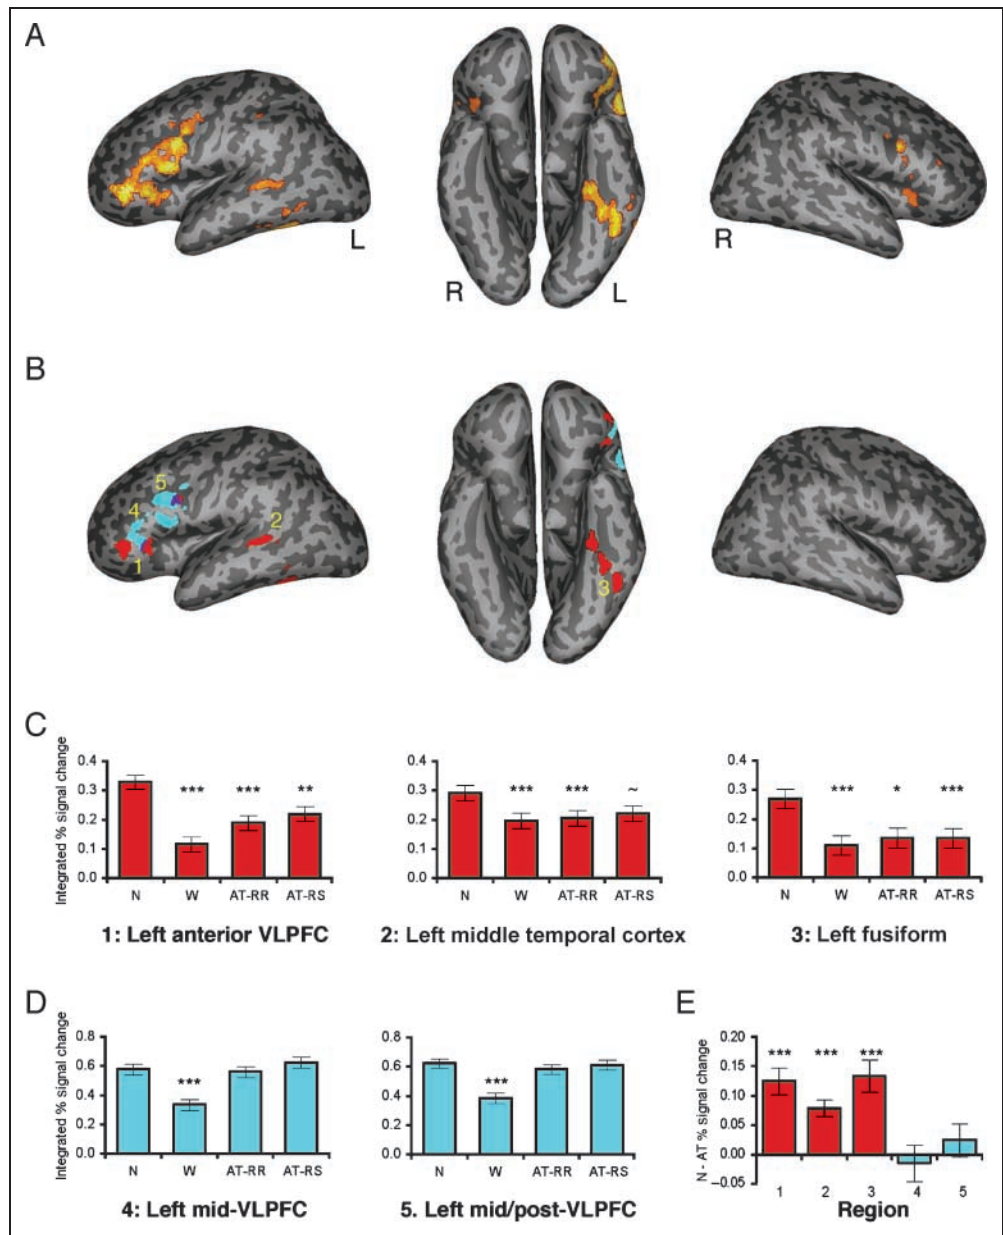 A
L
R
L
R
B
5
4
2
1
3
C
Integrated % signal change
0.4
0.3
0.2
0.1
0.0
***
***
**
N
W
AT-RR
AT-RS
1: Left anterior VLPFC
0.4
0.3
0.2
0.1
0.0
***
***
~
N
W
AT-RR
AT-RS
2: Left middle temporal cortex
0.4
0.3
0.2
0.1
0.0
***
*
***
N
W
AT-RR
AT-RS
3: Left fusiform
D
Integrated % signal change
0.8
0.6
0.4
0.2
0.0
***
N
W
AT-RR
AT-RS
4: Left mid-VLPFC
0.8
0.6
0.4
0.2
0.0
***
N
W
AT-RR
AT-RS
5. Left mid/post-VLPFC
E
N - AT % signal change
0.20
0.15
0.10
0.05
0.00
−0.05
***
***
***
1
2
3
4
5
Region